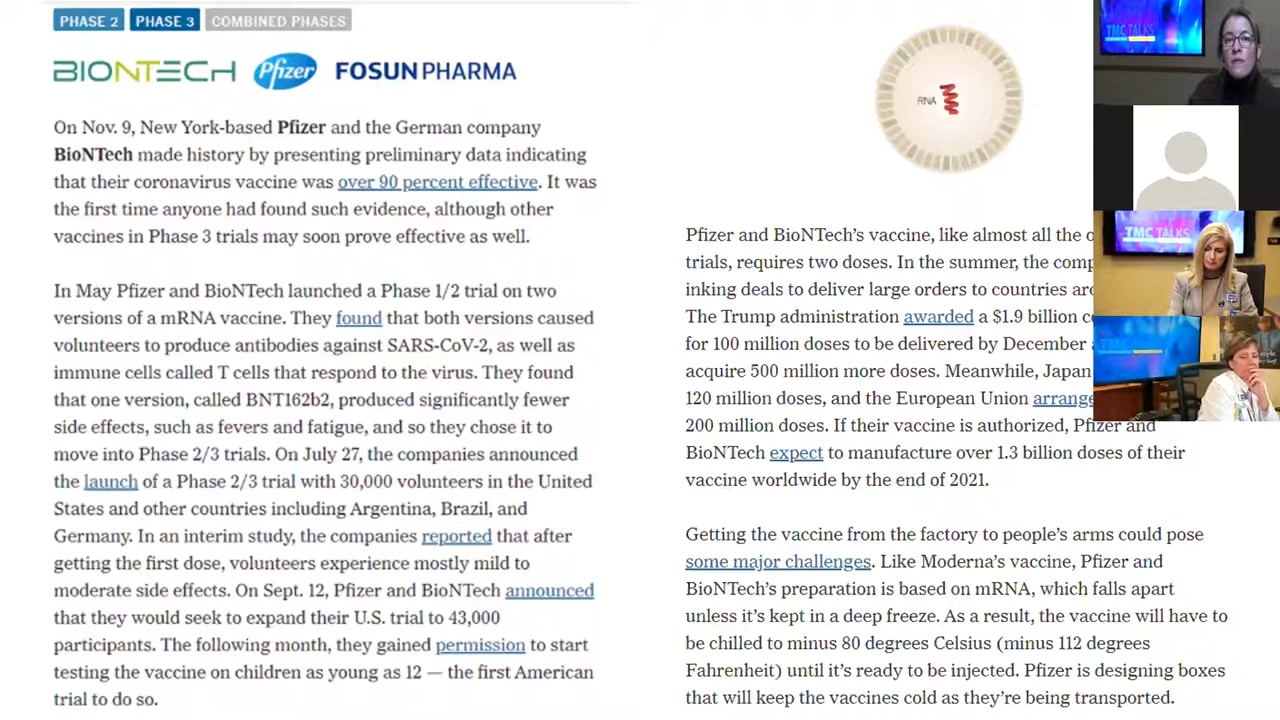 PHASE 2 PHASE 3 COMBINED PHASES
BIONTECH Pfizer FOSUN PHARMA
On Nov. 9, New York-based Pfizer and the German company
BioNTech made history by presenting preliminary data indicating
that their coronavirus vaccine was over 90 percent effective. It was
the first time anyone had found such evidence, although other
vaccines in Phase 3 trials may soon prove effective as well.
In May Pfizer and BioNTech launched a Phase 1/2 trial on two
versions of a mRNA vaccine. They found that both versions caused
volunteers to produce antibodies against SARS-CoV-2, as well as
immune cells called T cells that respond to the virus. They found
that one version, called BNT162b2, produced significantly fewer
side effects, such as fevers and fatigue, and so they chose it to
move into Phase 2/3 trials. On July 27, the companies announced
the launch of a Phase 2/3 trial with 30,000 volunteers in the United
States and other countries including Argentina, Brazil, and
Germany. In an interim study, the companies reported that after
getting the first dose, volunteers experience mostly mild to
moderate side effects. On Sept. 12, Pfizer and BioNTech announced
that they would seek to expand their U.S. trial to 43,000
participants. The following month, they gained permission to start
testing the vaccine on children as young as 12 — the first American
trial to do so.
RNA
Pfizer and BioNTech's vaccine, like almost all the
trials, requires two doses. In the summer, the
inking deals to deliver large orders to countries
The Trump administration awarded a $1.9 billion
for 100 million doses to be delivered by December
acquire 500 million more doses. Meanwhile, Japan
120 million doses, and the European Union
200 million doses. If their vaccine is authorized, Pfizer and
BioNTech expect to manufacture over 1.3 billion doses of their
vaccine worldwide by the end of 2021.
Getting the vaccine from the factory to people's arms could pose
some major challenges. Like Moderna's vaccine, Pfizer and
BioNTech's preparation is based on mRNA, which falls apart
unless it's kept in a deep freeze. As a result, the vaccine will have to
be chilled to minus 80 degrees Celsius (minus 112 degrees
Fahrenheit) until it's ready to be injected. Pfizer is designing boxes
that will keep the vaccines cold as they're being transported.
TMC TALKS
TMC TALKS